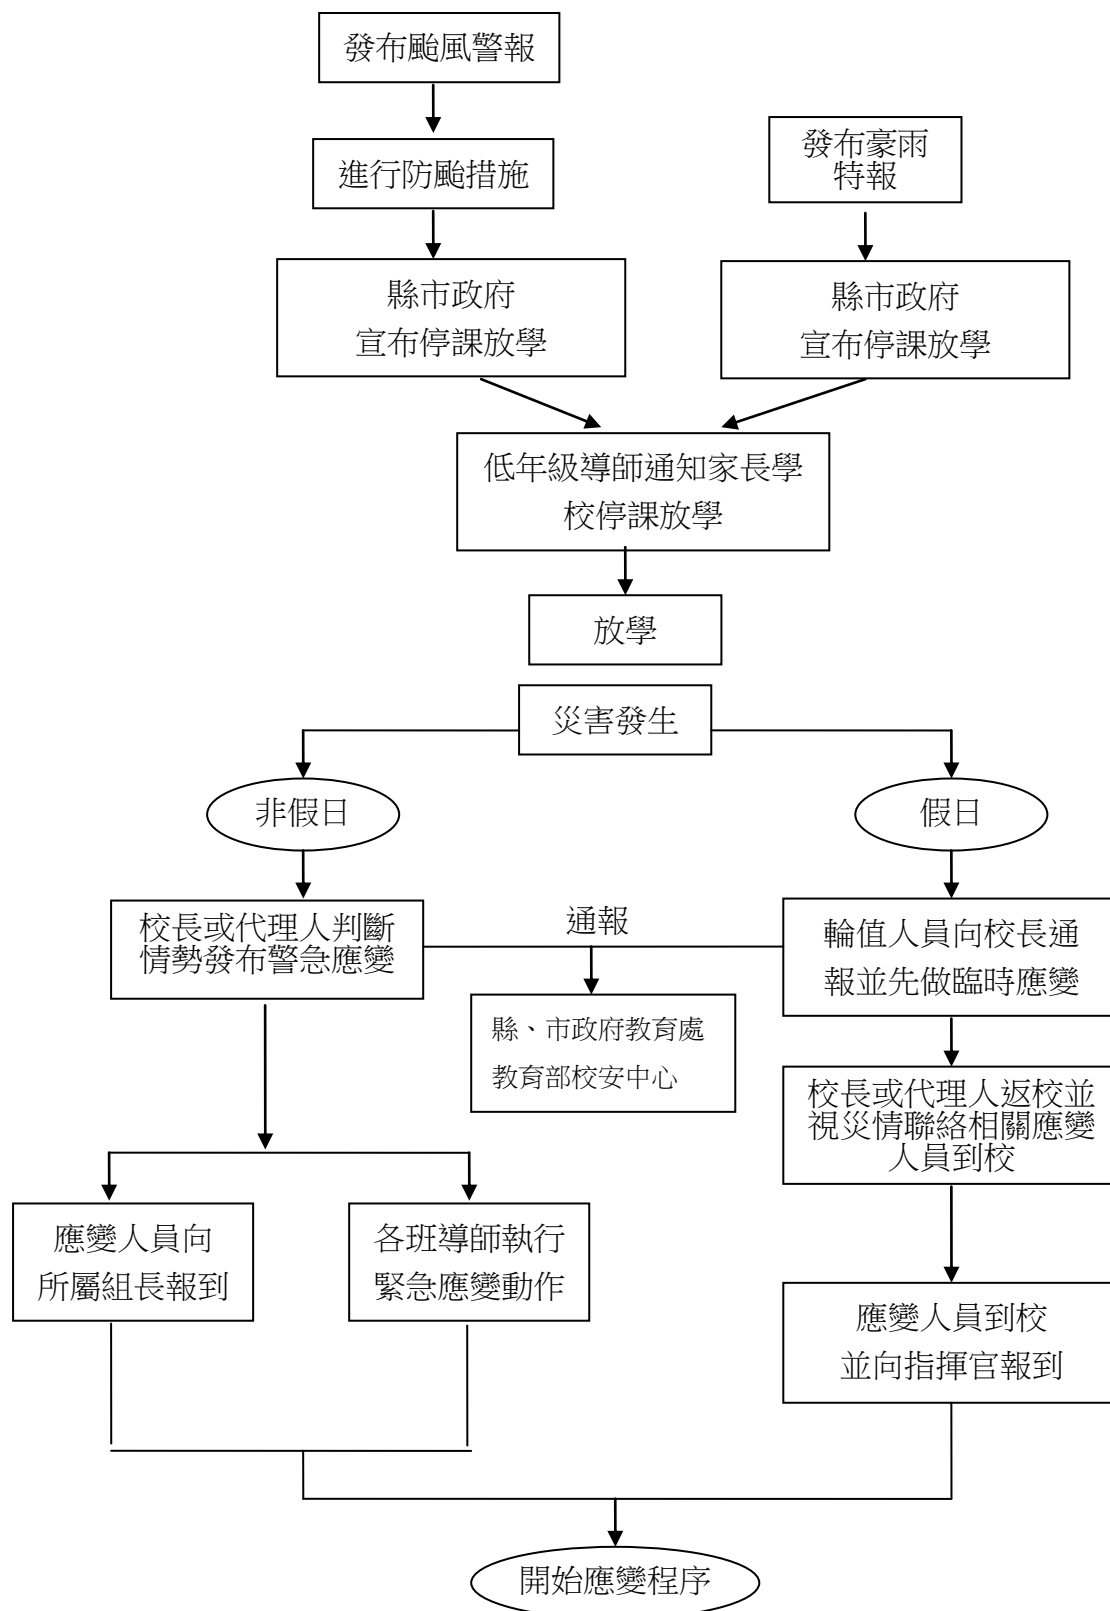 發布颱風警報
發布豪雨
特報
進行防颱措施
縣市政府
宣布停課放學
縣市政府
宣布停課放學
低年級導師通知家長學
校停課放學
放學
災害發生
非假日
假日
校長或代理人判斷
情勢發布警急應變
通報
輪值人員向校長通
報並先做臨時應變
縣、市政府教育處
教育部校安中心
校長或代理人返校並
視災情聯絡相關應變
人員到校
應變人員向
所屬組長報到
各班導師執行
緊急應變動作
應變人員到校
並向指揮官報到
開始應變程序